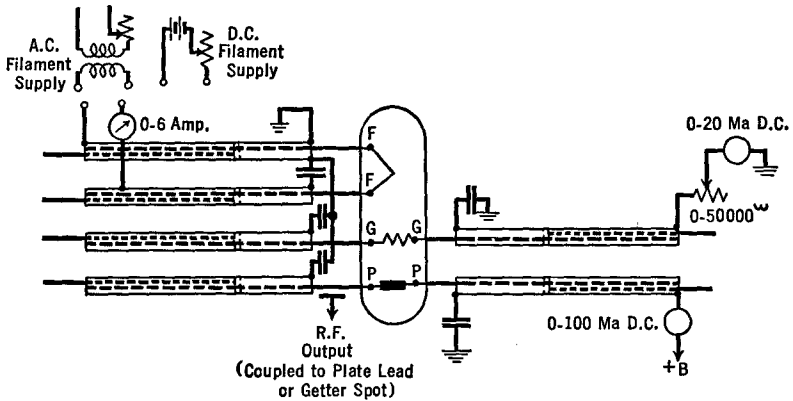 A.C.
Filament
Supply
D.C.
Filament
Supply
0-6 Amp.
F
F
G
G
P
P
0-20 Ma D.C.
0-50000ω
0-100 Ma D.C.
+B
R.F.
Output
(Coupled to Plate Lead
or Getter Spot)